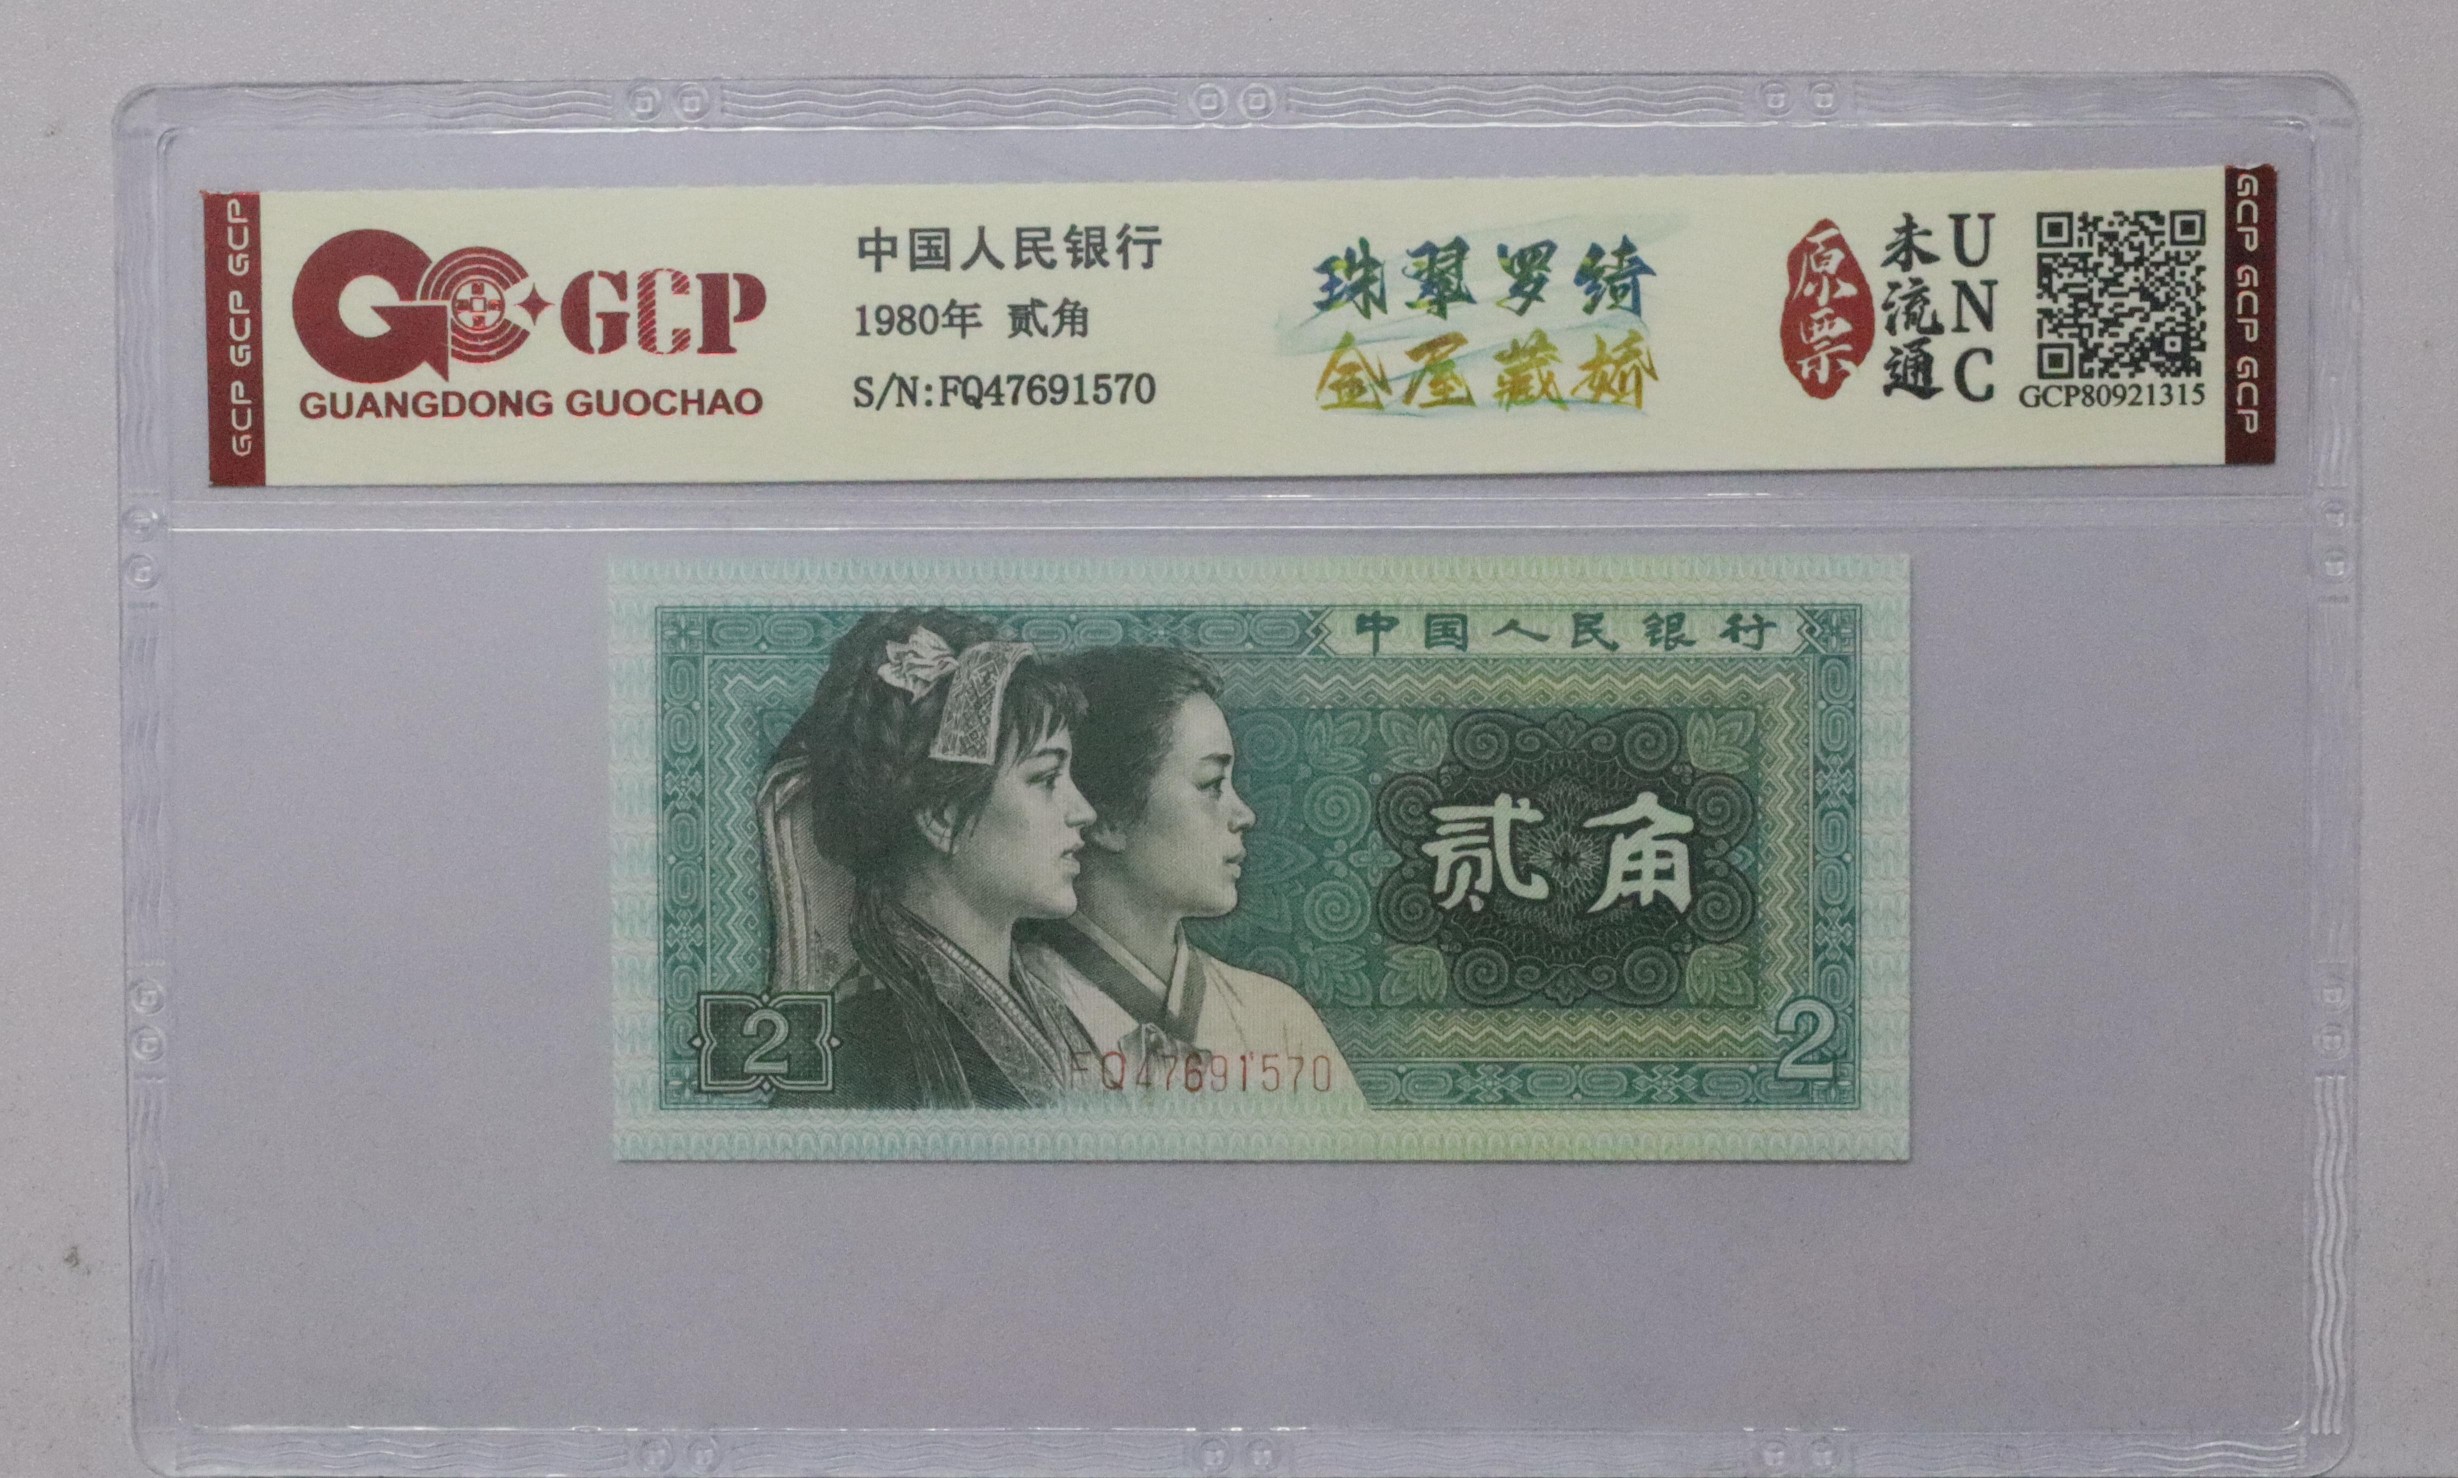 GCP GCP GCP
GCP
GUANGDONG GUOCHAO
中国人民银行
1980年 贰角
S/N:FQ47691570
珠翠罗绮
金屋藏娇
原票
未流通
UNC
GCP80921315
GCP GCP GCP
中国人民银行
贰角
2
FQ47691570
2